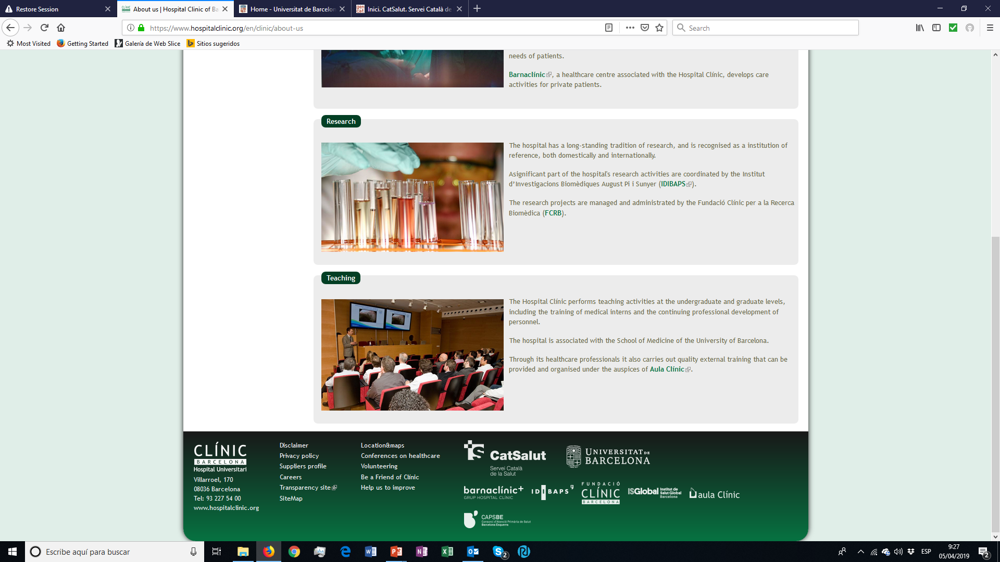 Restore Session
About us | Hospital Clínic of Ba
Home - Universitat de Barcelon
Inici. CatSalut. Servei Català de
https://www.hospitalclinic.org/en/clinic/about-us
Search
Most Visited
Getting Started
Galería de Web Slice
Sitios sugeridos
needs of patients.
Barnaclínic, a healthcare centre associated with the Hospital Clínic, develops care
activities for private patients.
Research
The hospital has a long-standing tradition of research, and is recognised as a institution of
reference, both domestically and internationally.
Asignificant part of the hospital's research activities are coordinated by the Institut
d’Investigacions Biomèdiques August Pi i Sunyer (IDIBAPS).
The research projects are managed and administrated by the Fundació Clínic per a la Recerca
Biomèdica (FCRB).
Teaching
The Hospital Clínic performs teaching activities at the undergraduate and graduate levels,
including the training of medical interns and the continuing professional development of
personnel.
The hospital is associated with the School of Medicine of the University of Barcelona.
Through its healthcare professionals it also carries out quality external training that can be
provided and organised under the auspices of Aula Clínic.
CLÍNIC
BARCELONA
Hospital Universitari
Villarroel, 170
08036 Barcelona
Tel: 93 227 54 00
www.hospitalclinic.org
Disclaimer
Privacy policy
Suppliers profile
Careers
Transparency site
SiteMap
Location&maps
Conferences on healthcare
Volunteering
Be a Friend of Clínic
Help us to improve
CatSalut
Servei Català
de la Salut
UNIVERSITAT DE
BARCELONA
barnaclínic+
GRUP HOSPITAL CLÍNIC
IDIBAPS
FUNDACIÓ
CLÍNIC
BARCELONA
ISGlobal Institut de
Salut Global
Barcelona
aula Clínic
CAPSBE
Consorci d'Atenció Primària de Salut
Barcelona Esquerra
Escribe aquí para buscar
2
ESP
9:27
05/04/2019
2